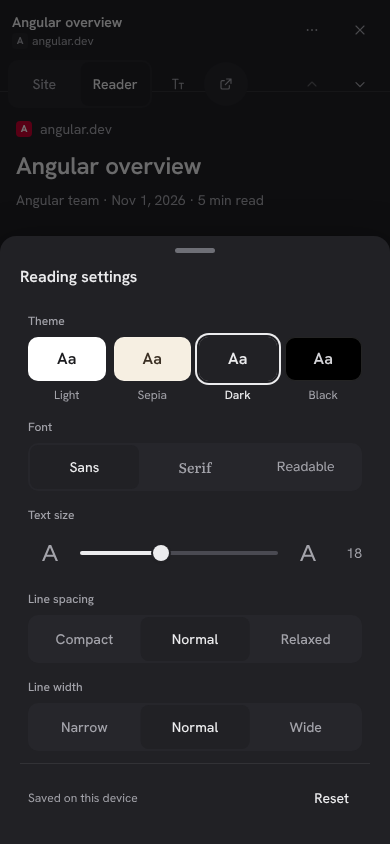 Angular overview
A angular.dev
Site Reader Tт
A angular.dev
Angular overview
Angular team · Nov 1, 2026 · 5 min read
Reading settings
Theme
Aa Aa Aa Aa
Light Sepia Dark Black
Font
Sans Serif Readable
Text size
A A 18
Line spacing
Compact Normal Relaxed
Line width
Narrow Normal Wide
Saved on this device Reset